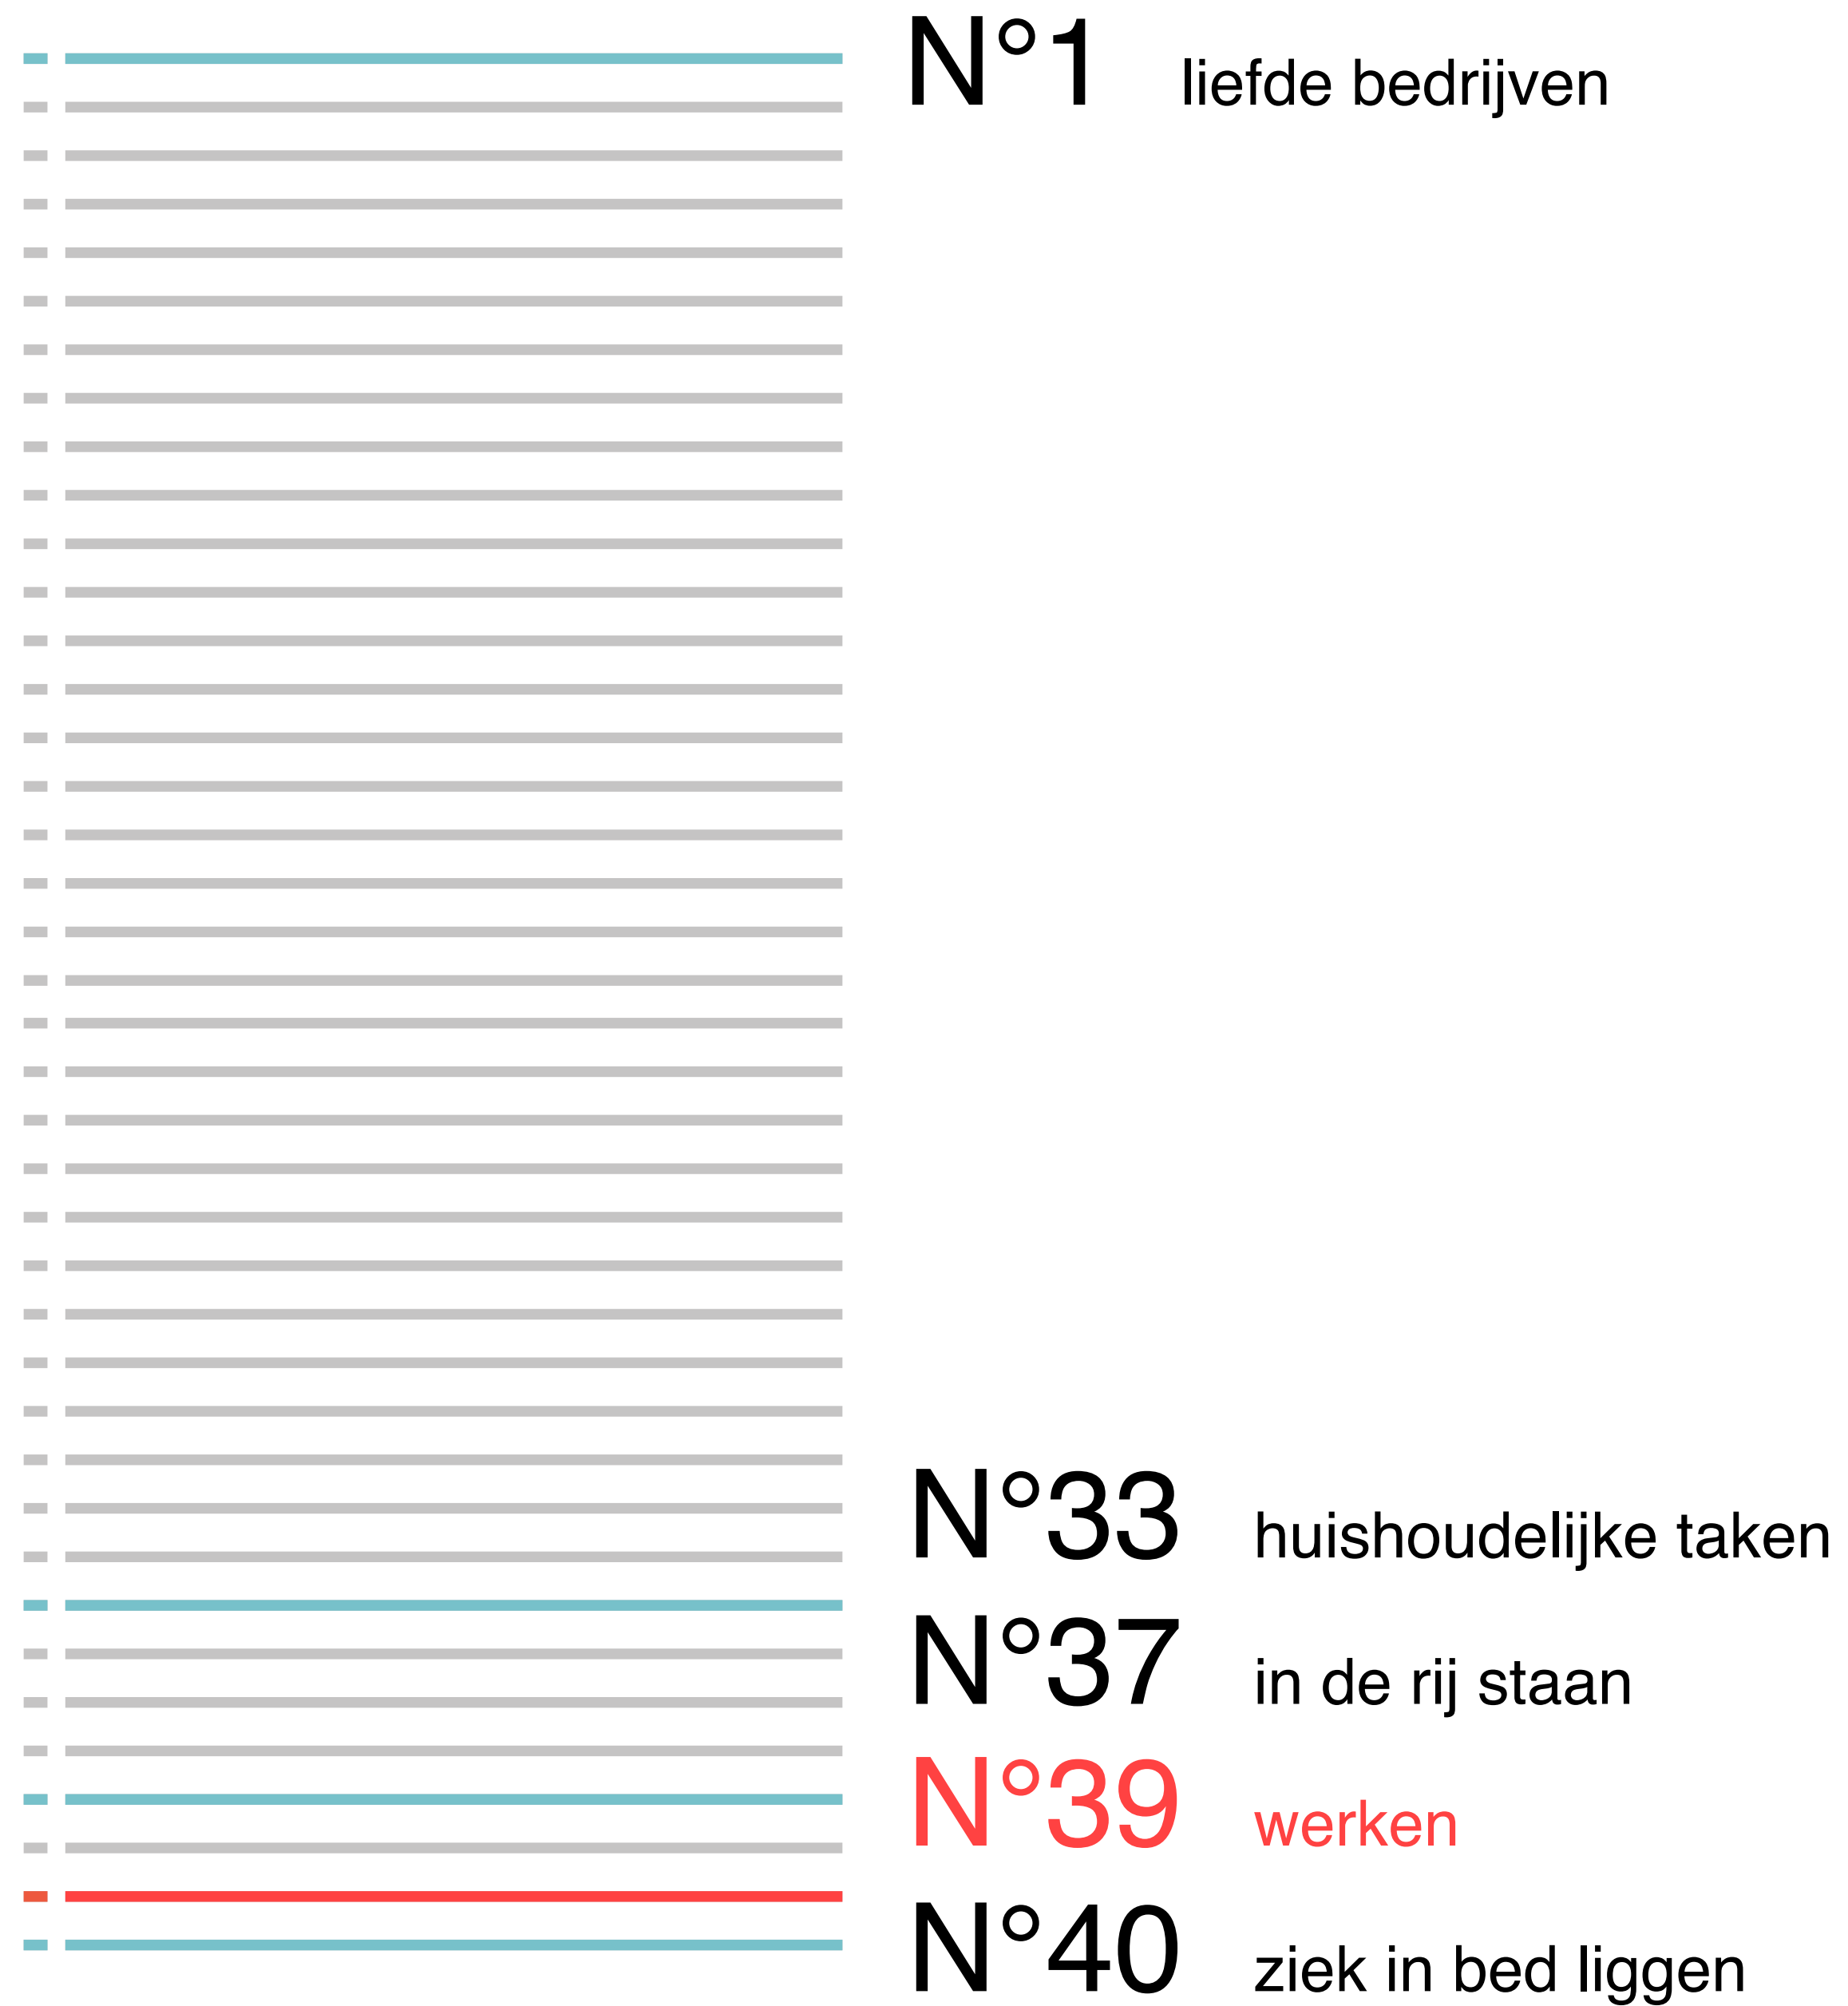 N°1 liefde bedrijven
N°33 huishoudelijke taken
N°37 in de rij staan
N°39 werken
N°40 ziek in bed liggen